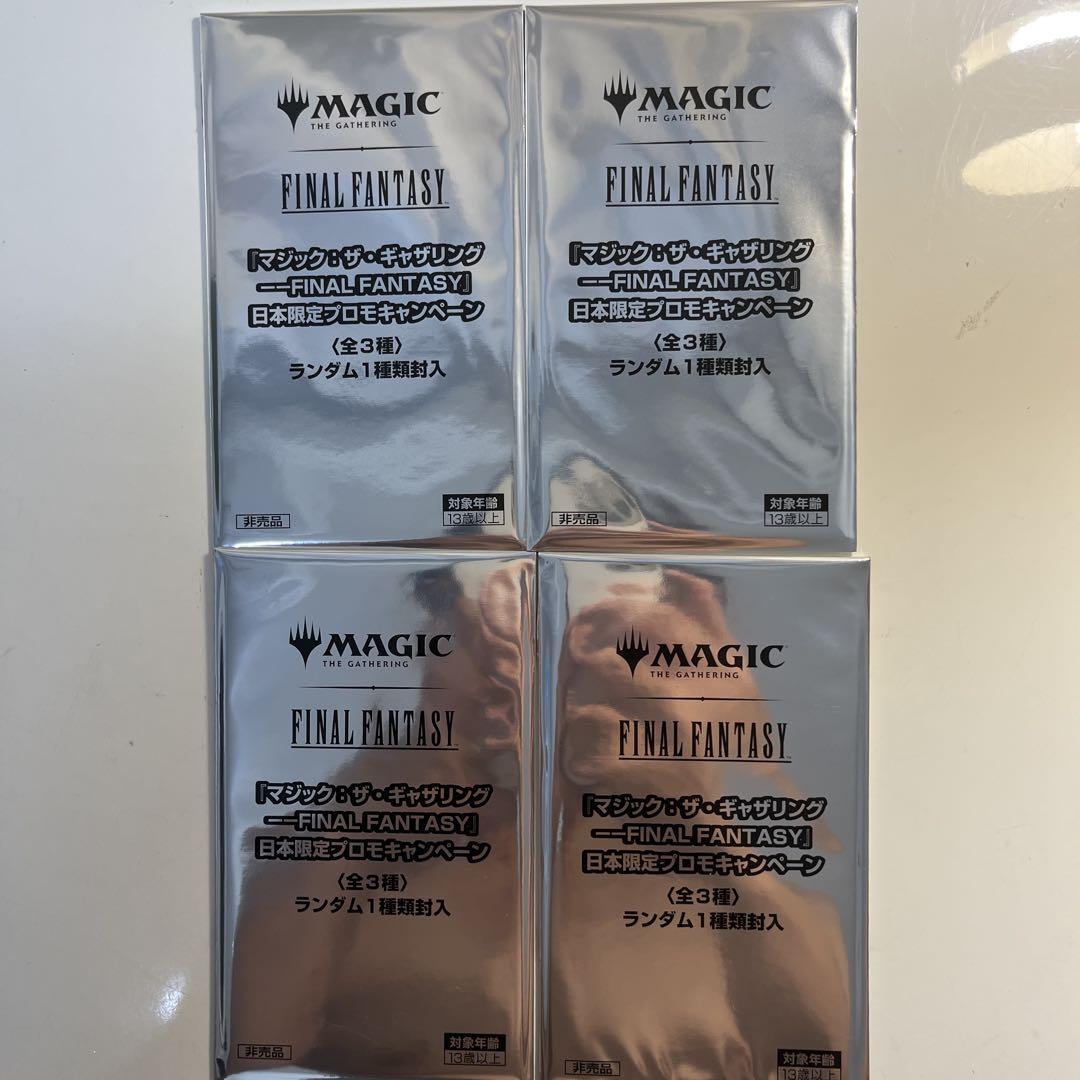 MAGIC
THE GATHERING
FINAL FANTASY™
『マジック：ザ・ギャザリング
——FINAL FANTASY』
日本限定プロモキャンペーン
〈全3種〉
ランダム1種類封入
非売品
対象年齢
13歳以上
MAGIC
THE GATHERING
FINAL FANTASY™
『マジック：ザ・ギャザリング
——FINAL FANTASY』
日本限定プロモキャンペーン
〈全3種〉
ランダム1種類封入
非売品
対象年齢
13歳以上
MAGIC
THE GATHERING
FINAL FANTASY™
『マジック：ザ・ギャザリング
——FINAL FANTASY』
日本限定プロモキャンペーン
〈全3種〉
ランダム1種類封入
非売品
対象年齢
13歳以上
MAGIC
THE GATHERING
FINAL FANTASY™
『マジック：ザ・ギャザリング
——FINAL FANTASY』
日本限定プロモキャンペーン
〈全3種〉
ランダム1種類封入
非売品
対象年齢
13歳以上